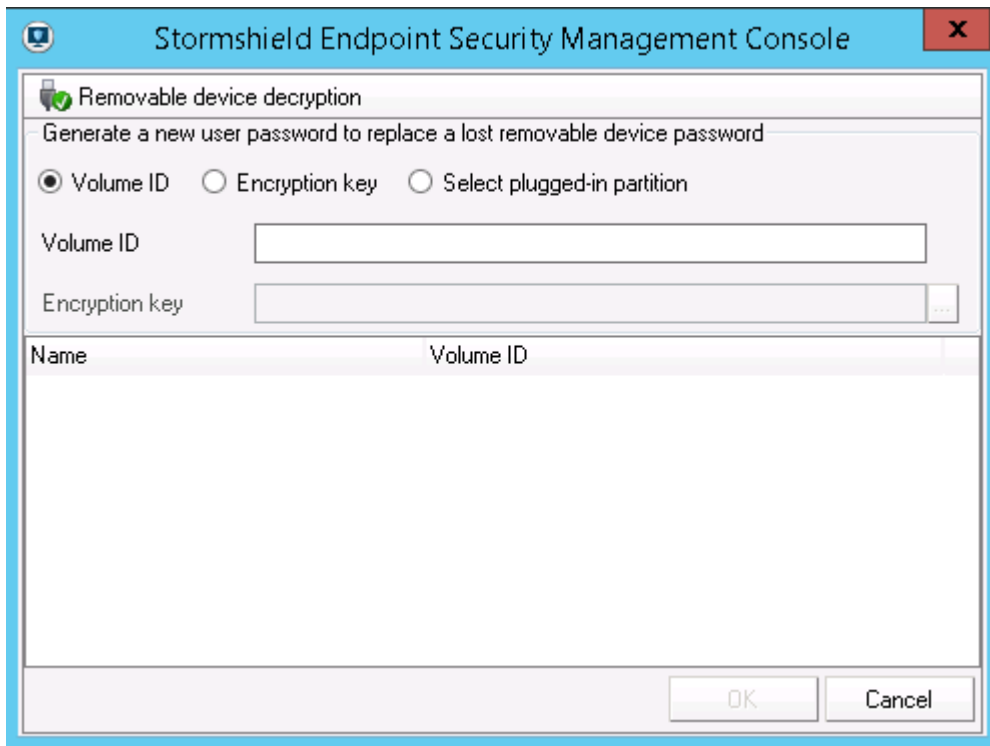 Stormshield Endpoint Security Management Console
x
Removable device decryption
Generate a new user password to replace a lost removable device password
Volume ID Encryption key Select plugged-in partition
Volume ID
Encryption key ...
Name Volume ID
OK Cancel